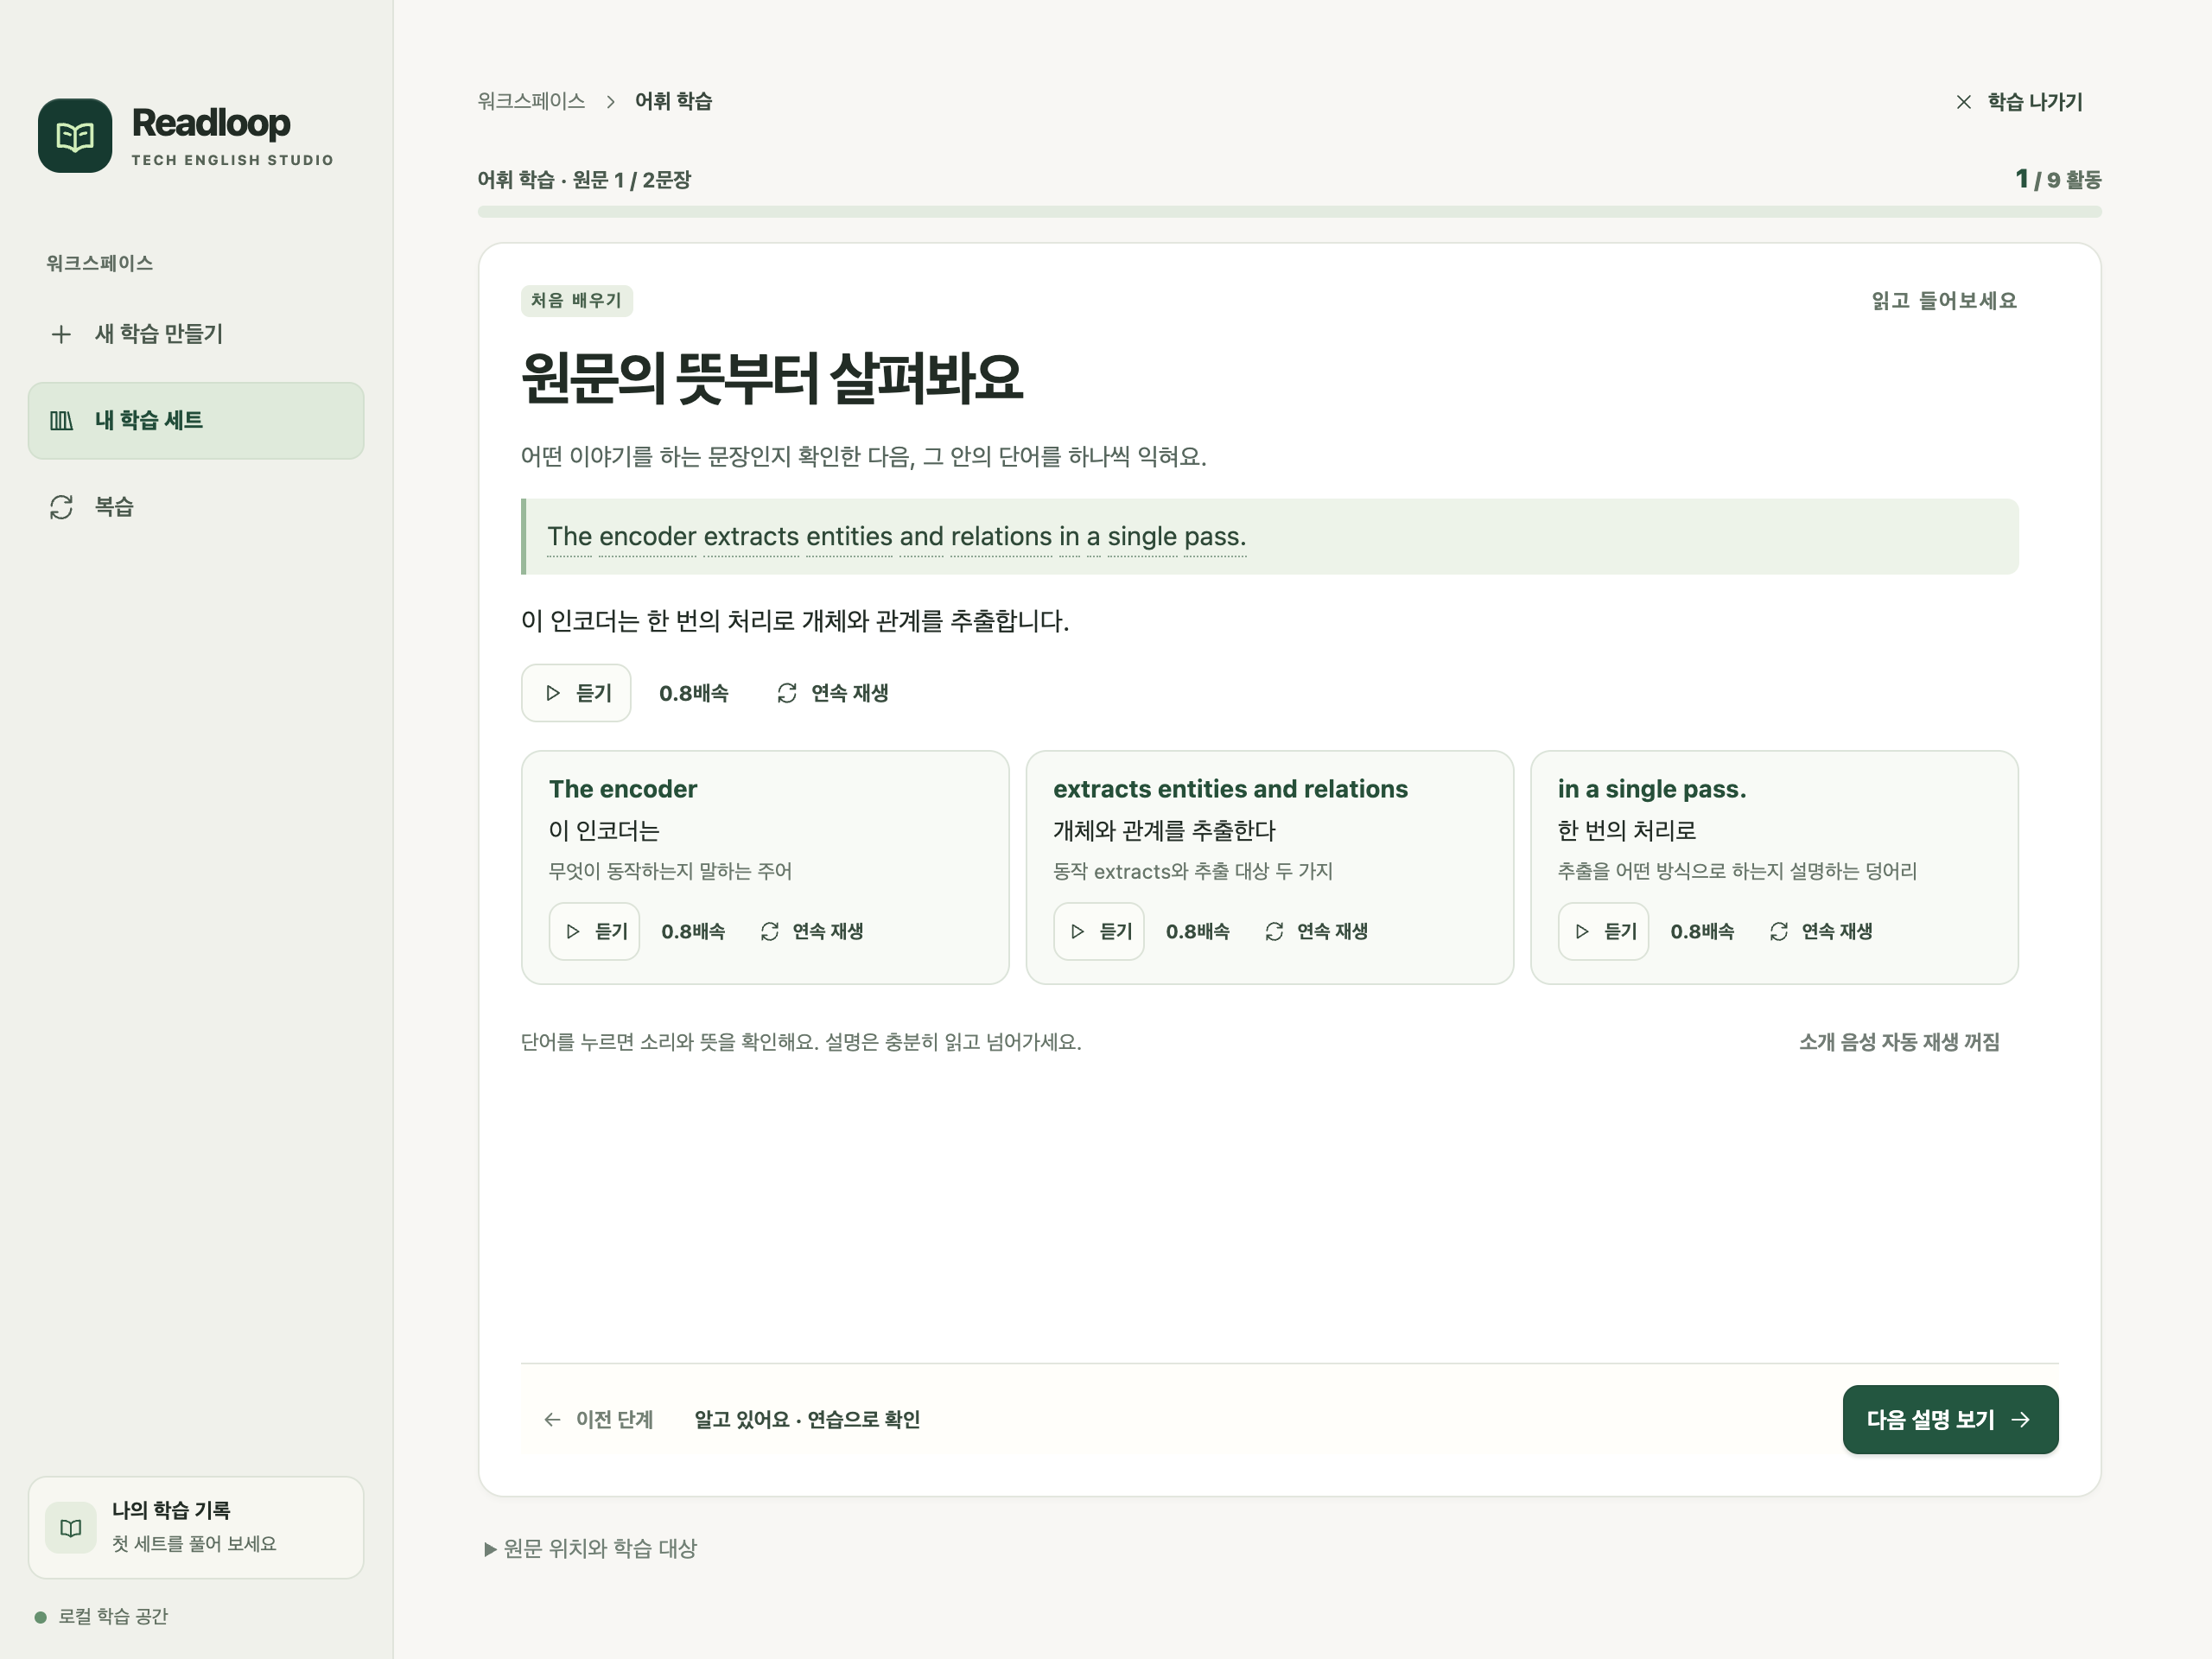 Readloop
TECH ENGLISH STUDIO
워크스페이스
새 학습 만들기
내 학습 세트
복습
나의 학습 기록
첫 세트를 풀어 보세요
로컬 학습 공간
워크스페이스 > 어휘 학습
학습 나가기
어휘 학습 · 원문 1 / 2문장
1 / 9 활동
처음 배우기
읽고 들어보세요
원문의 뜻부터 살펴봐요
어떤 이야기를 하는 문장인지 확인한 다음, 그 안의 단어를 하나씩 익혀요.
The encoder extracts entities and relations in a single pass.
이 인코더는 한 번의 처리로 개체와 관계를 추출합니다.
듣기 0.8배속 연속 재생
The encoder
이 인코더는
무엇이 동작하는지 말하는 주어
듣기 0.8배속 연속 재생
extracts entities and relations
개체와 관계를 추출한다
동작 extracts와 추출 대상 두 가지
듣기 0.8배속 연속 재생
in a single pass.
한 번의 처리로
추출을 어떤 방식으로 하는지 설명하는 덩어리
듣기 0.8배속 연속 재생
단어를 누르면 소리와 뜻을 확인해요. 설명은 충분히 읽고 넘어가세요.
소개 음성 자동 재생 꺼짐
이전 단계
알고 있어요 · 연습으로 확인
다음 설명 보기
원문 위치와 학습 대상